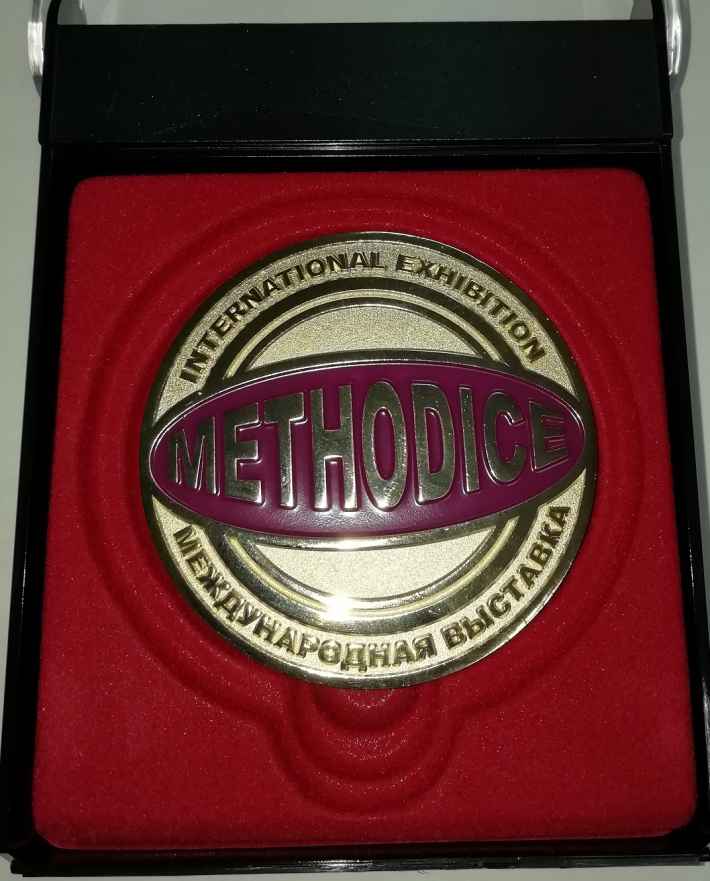 INTERNATIONAL EXHIBITION
METHODICE
МЕЖДУНАРОДНАЯ ВЫСТАВКА